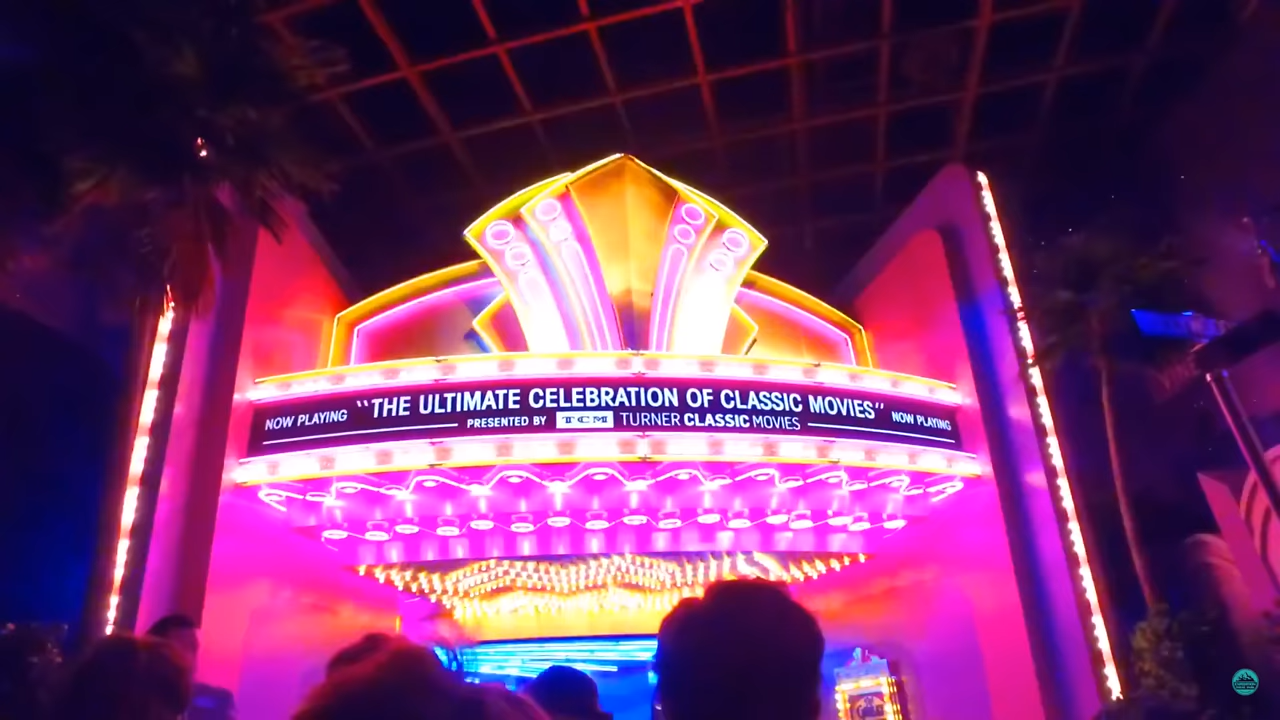 NOW PLAYING "THE ULTIMATE CELEBRATION OF CLASSIC MOVIES" NOW PLAYING
PRESENTED BY TCM TURNER CLASSIC MOVIES